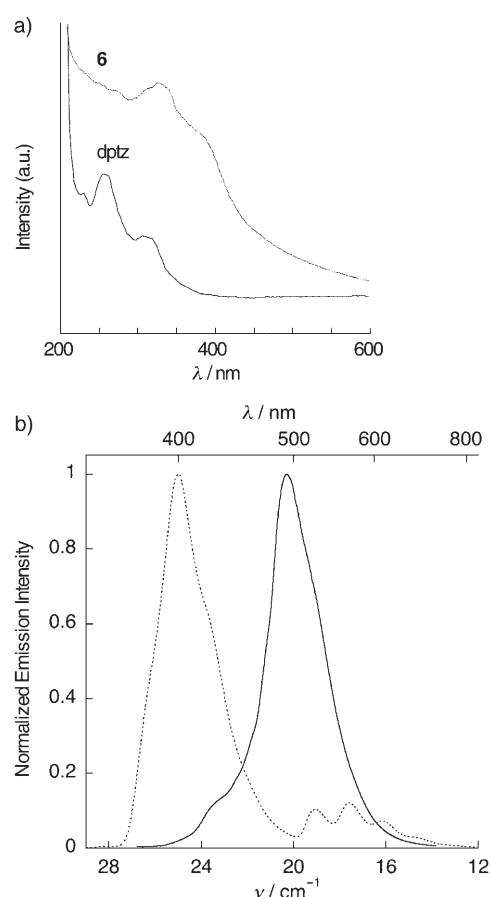 a)
6
dptz
Intensity (a.u.)
200 400 600
λ / nm
b)
λ / nm
400 500 600 800
1
0.8
0.6
0.4
0.2
0
Normalized Emission Intensity
28 24 20 16 12
ν / cm⁻¹